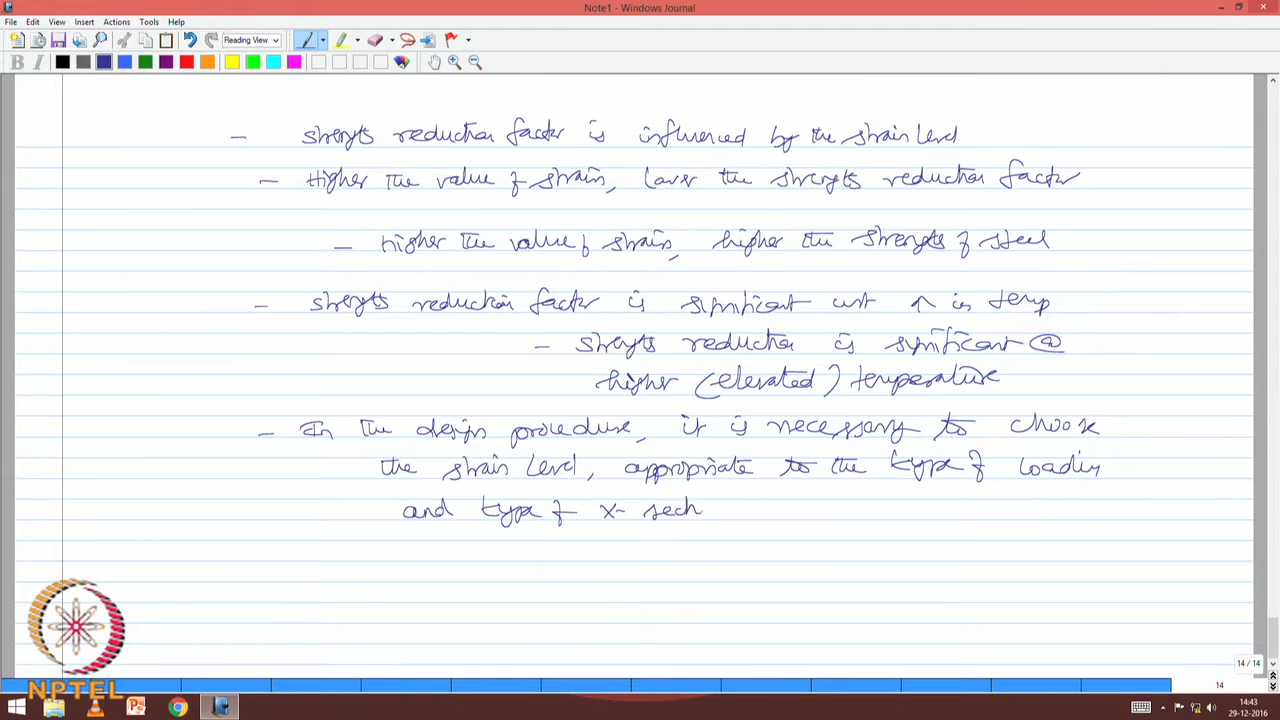 Note1 - Windows Journal
File Edit View Insert Actions Tools Help
Reading View
B I
- strength reduction factor is influenced by the strain level
- Higher the value of strain, lower the strength reduction factor
- higher the value of strain, higher the strength of steel
- strength reduction factor is significant with ↑ in temp
- strength reduction is significant @
higher (elevated) temperature
- In the design procedure, it is necessary to choose
the strain level, appropriate to the type of loading
and type of x-sech
14 / 14
14
NPTEL
14:43
29-12-2016